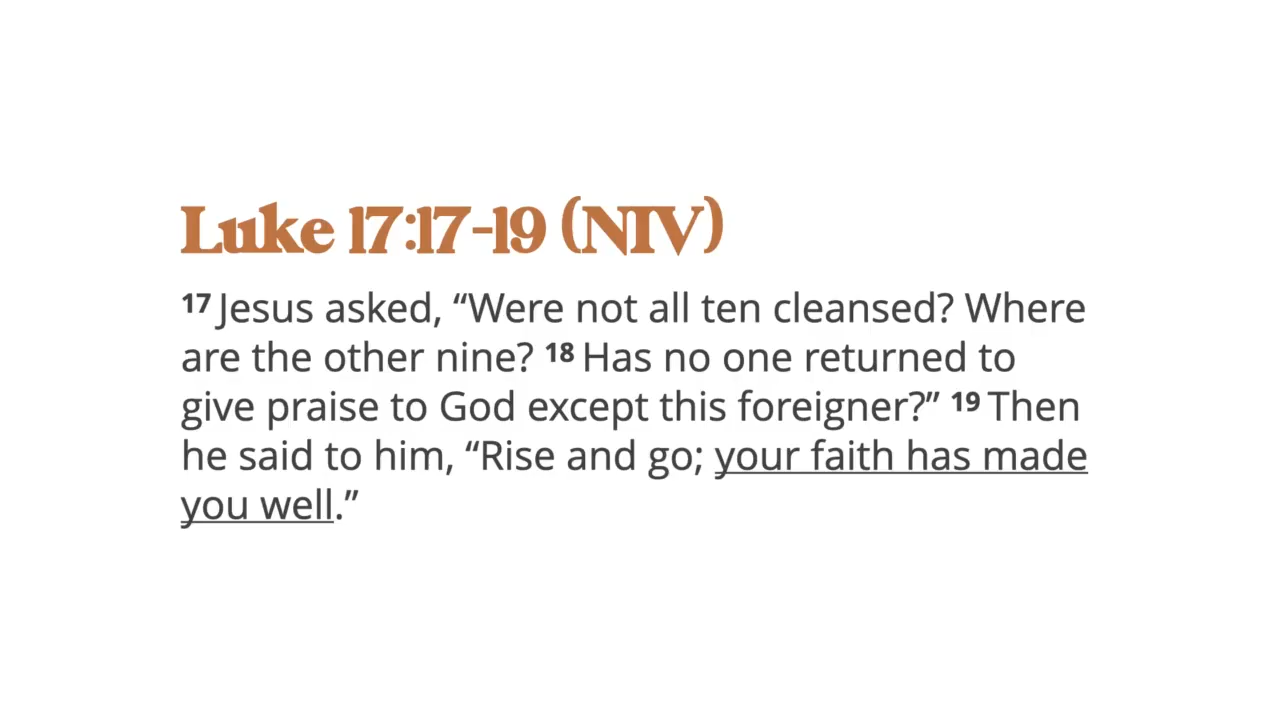 Luke 17:17-19 (NIV)
17 Jesus asked, “Were not all ten cleansed? Where
are the other nine? 18 Has no one returned to
give praise to God except this foreigner?” 19 Then
he said to him, “Rise and go; your faith has made
you well.”